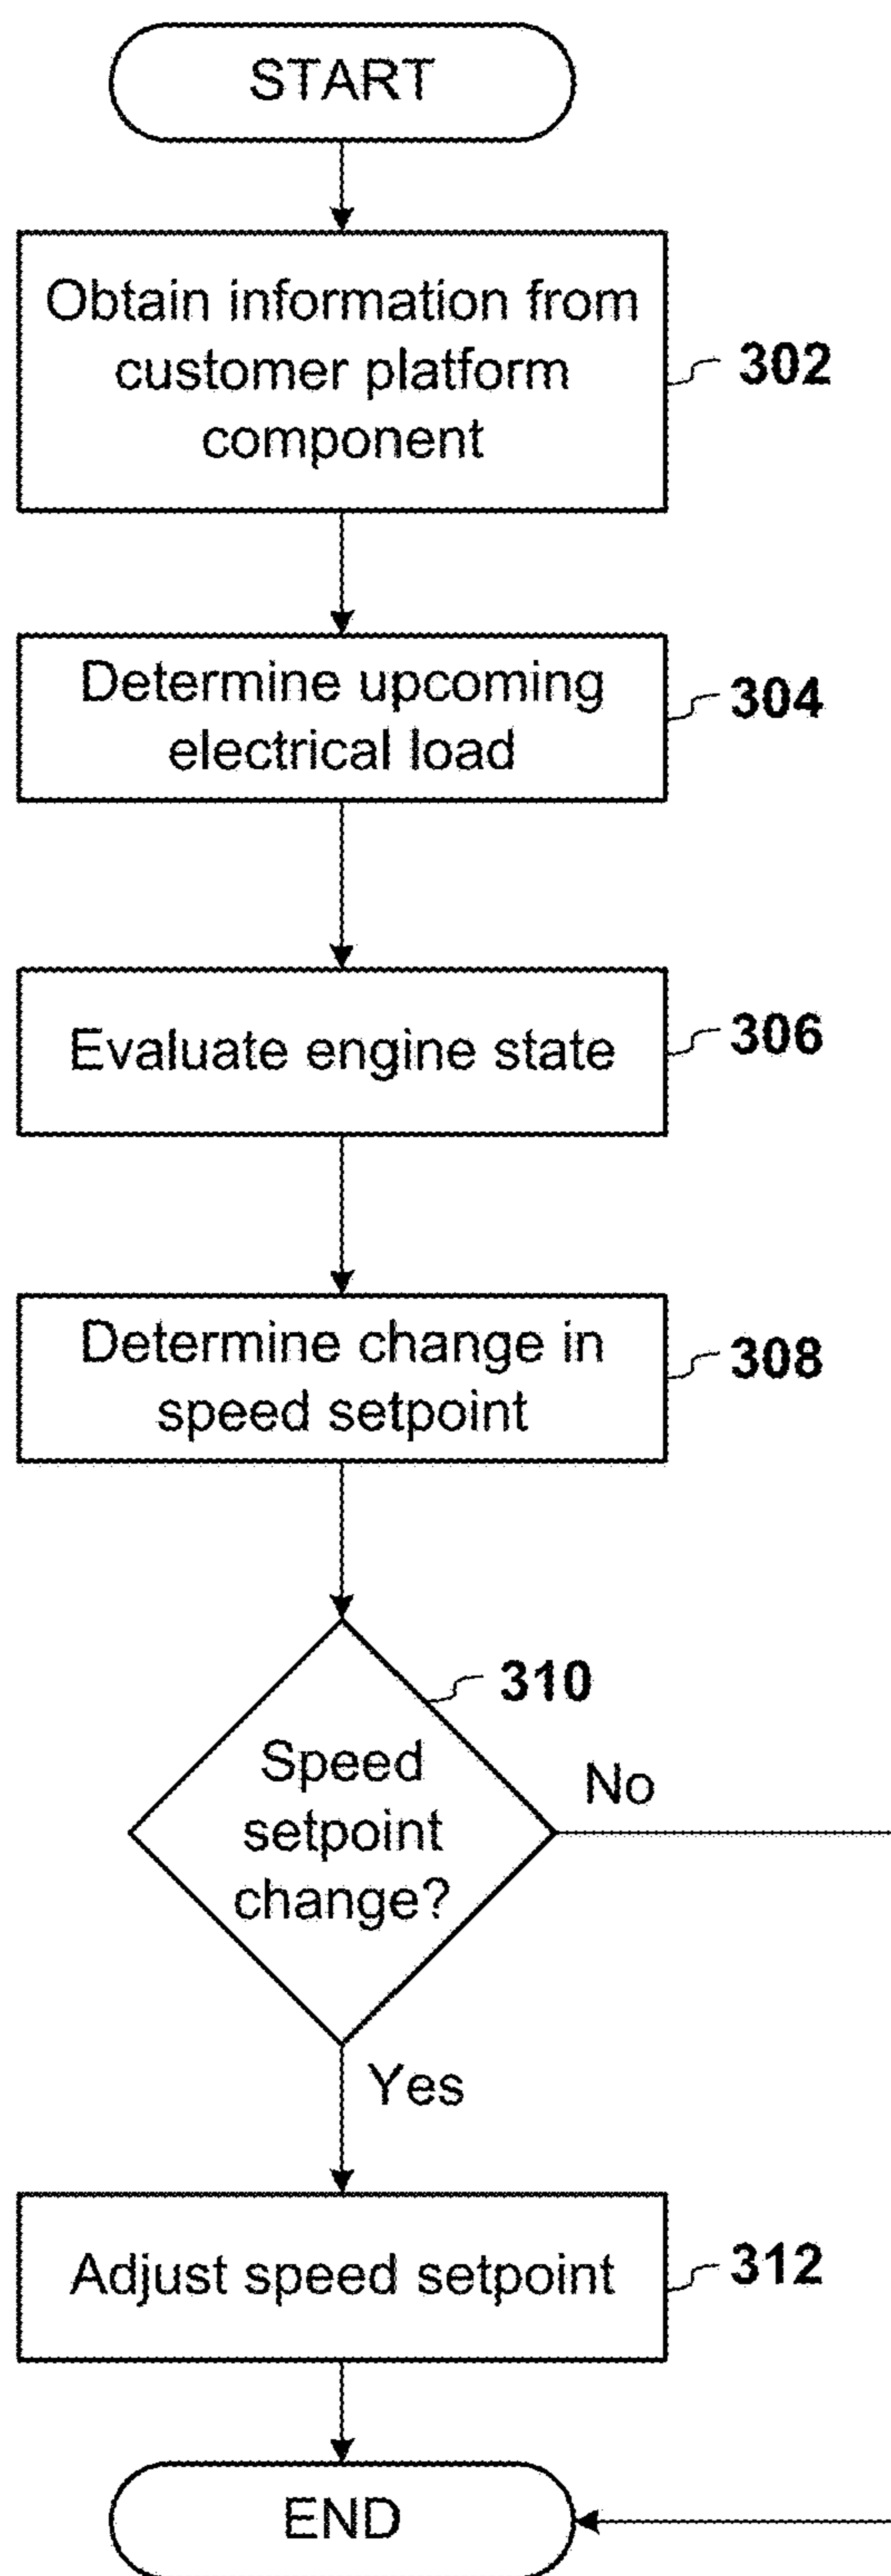 START
Obtain information from
customer platform
component
302
Determine upcoming
electrical load
304
Evaluate engine state
306
Determine change in
speed setpoint
308
310
Speed
setpoint
change?
No
Yes
Adjust speed setpoint
312
END